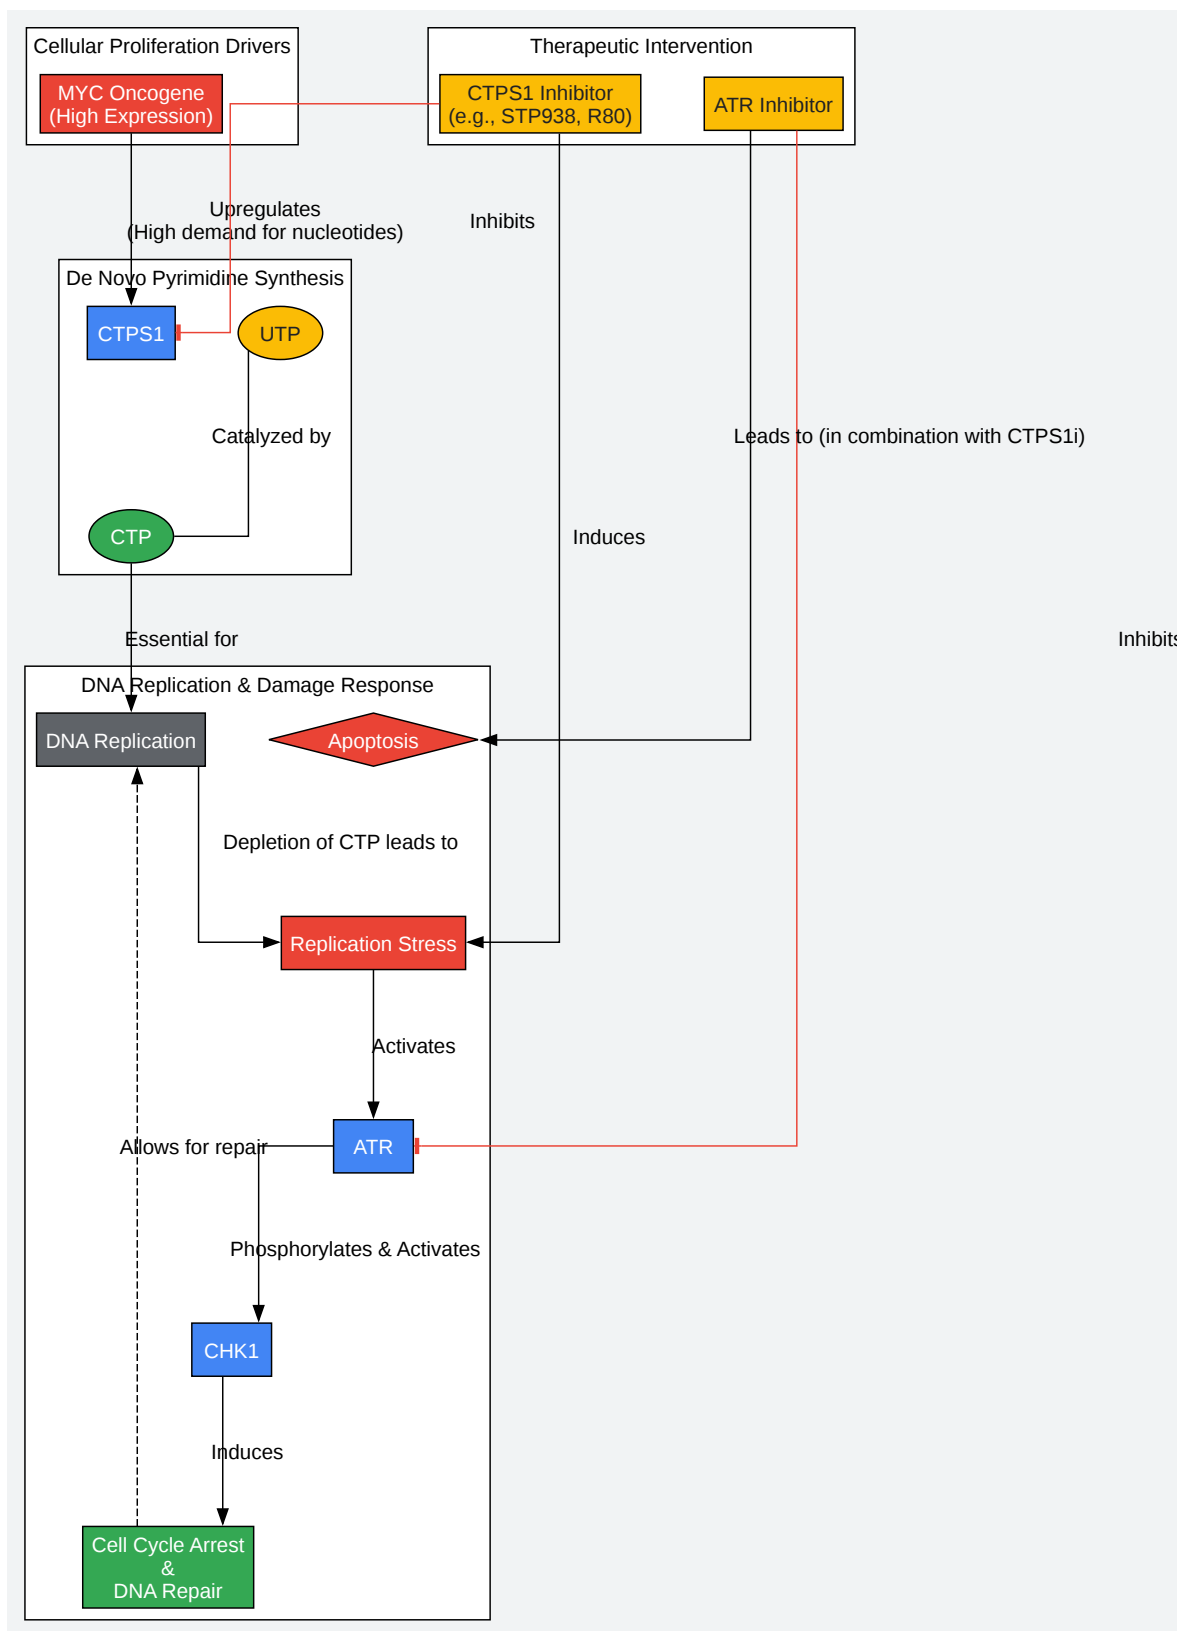 Cellular Proliferation Drivers
MYC Oncogene
(High Expression)
Therapeutic Intervention
CTPS1 Inhibitor
(e.g., STP938, R80)
ATR Inhibitor
Upregulates
(High demand for nucleotides)
Inhibits
De Novo Pyrimidine Synthesis
CTPS1
UTP
Catalyzed by
Leads to (in combination with CTPS1i)
CTP
Induces
Essential for
Inhibits
DNA Replication & Damage Response
DNA Replication
Apoptosis
Depletion of CTP leads to
Replication Stress
Activates
Allows for repair
ATR
Phosphorylates & Activates
CHK1
Induces
Cell Cycle Arrest
&
DNA Repair